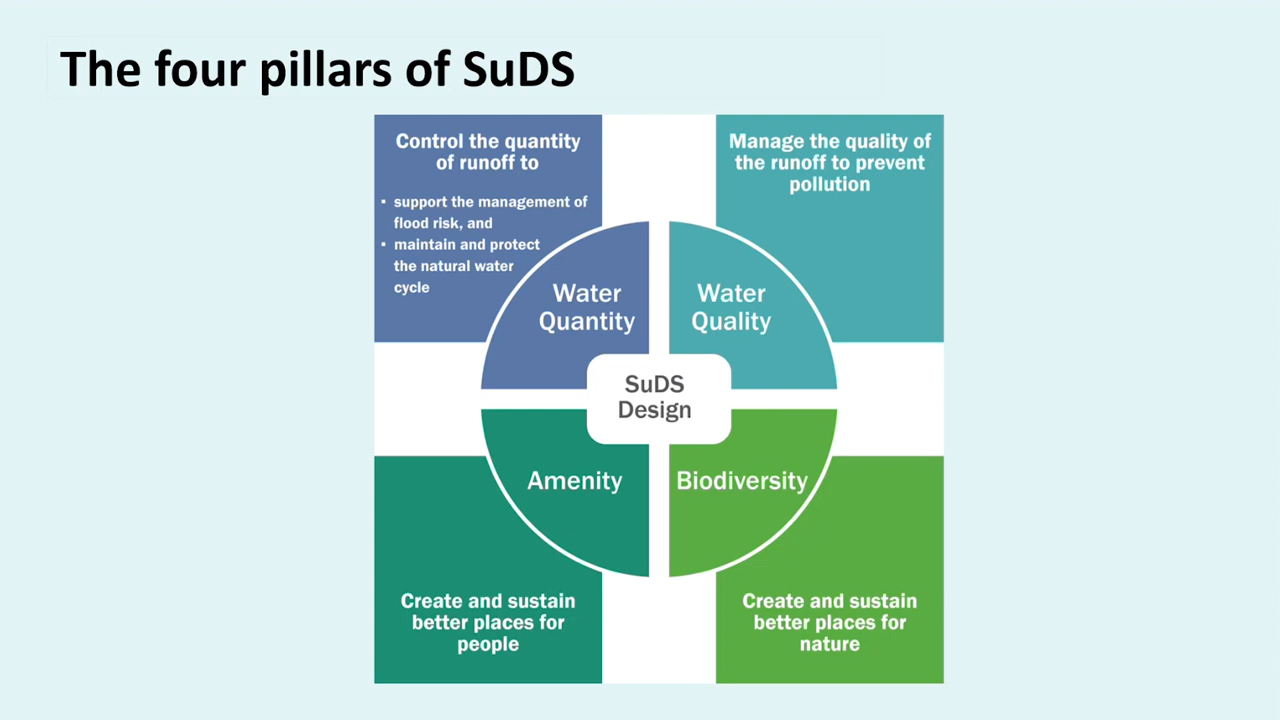 The four pillars of SuDS
Control the quantity
of runoff to
• support the management of
flood risk, and
• maintain and protect
the natural water
cycle
Manage the quality of
the runoff to prevent
pollution
Water
Quantity
Water
Quality
SuDS
Design
Amenity
Biodiversity
Create and sustain
better places for
people
Create and sustain
better places for
nature